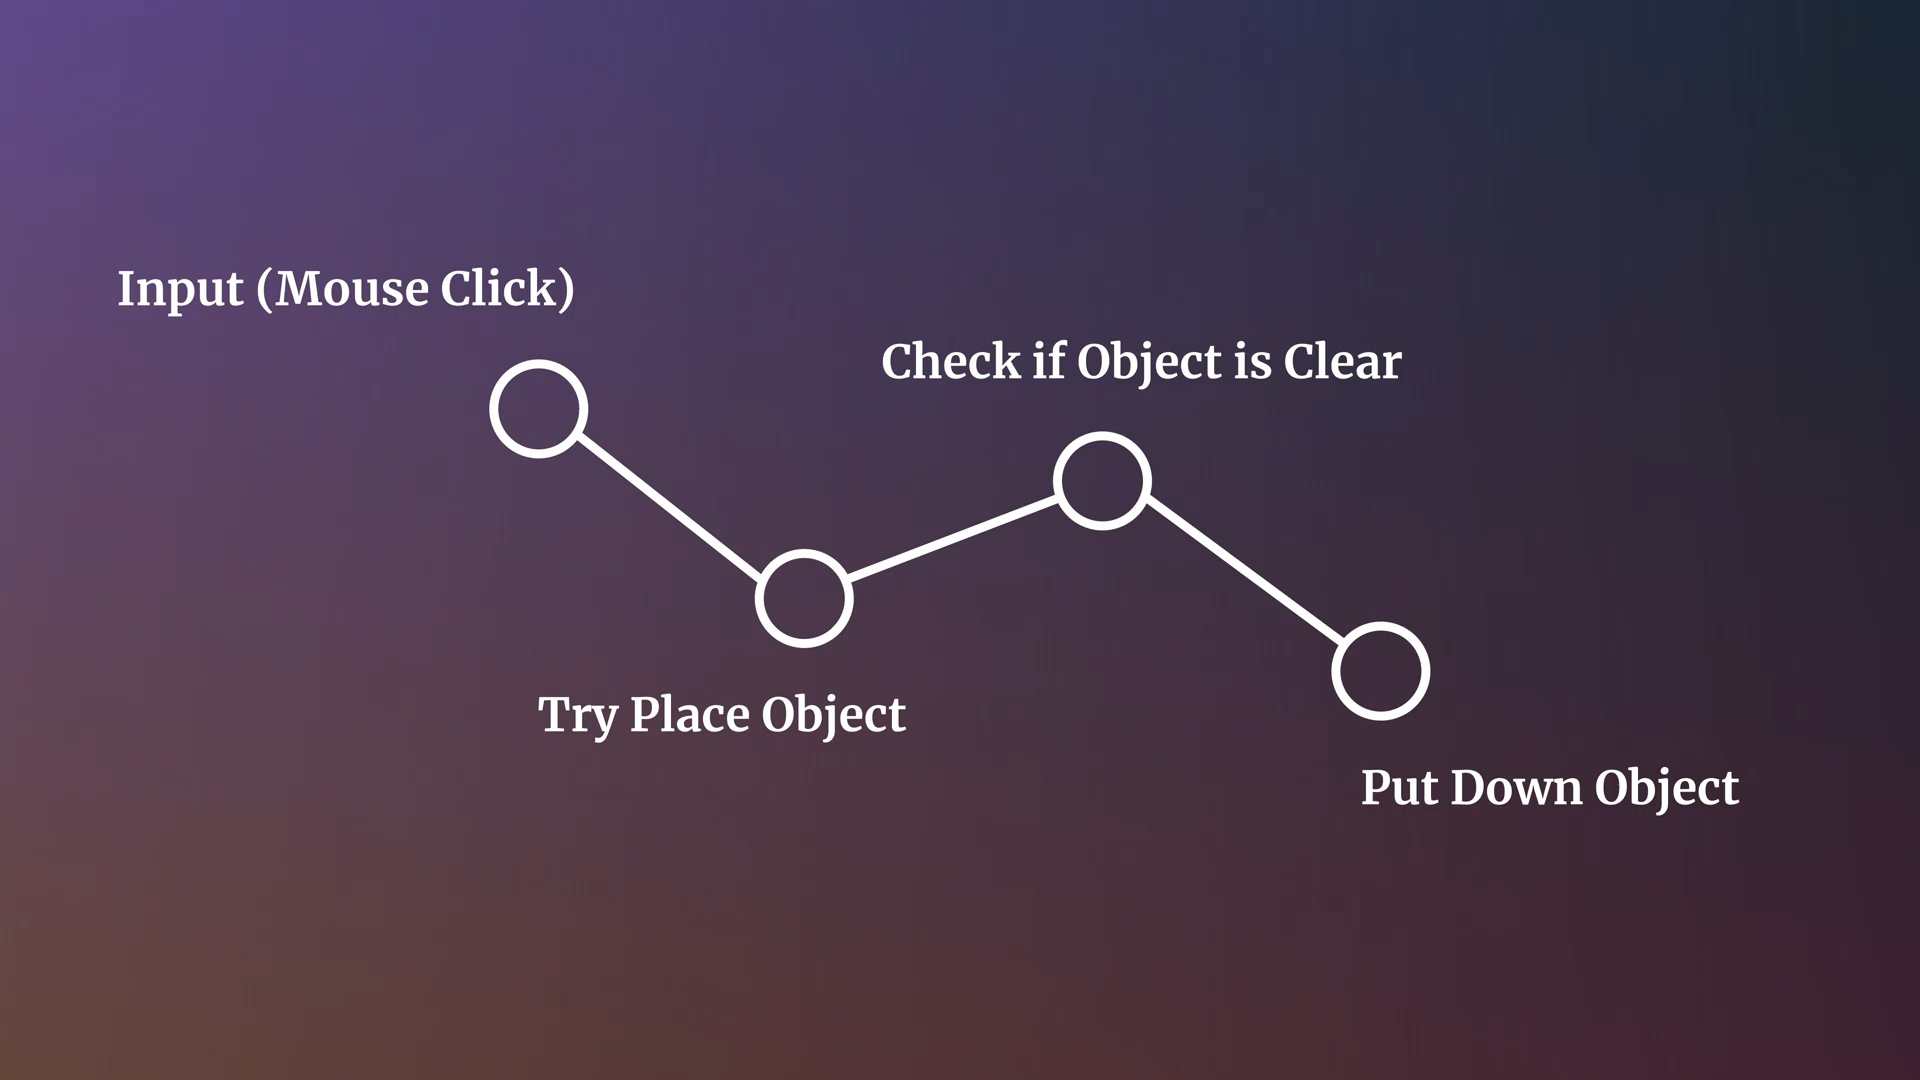 Input (Mouse Click)
Check if Object is Clear
Try Place Object
Put Down Object